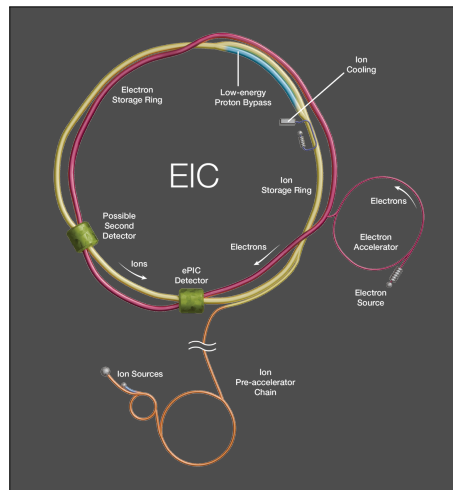 Ion
Cooling
Electron
Storage Ring
Low-energy
Proton Bypass
EIC
Ion
Storage Ring
Electrons
Possible
Second
Detector
Electron
Accelerator
Electrons
Ions
ePIC
Detector
Electron
Source
Ion Sources
Ion
Pre-accelerator
Chain